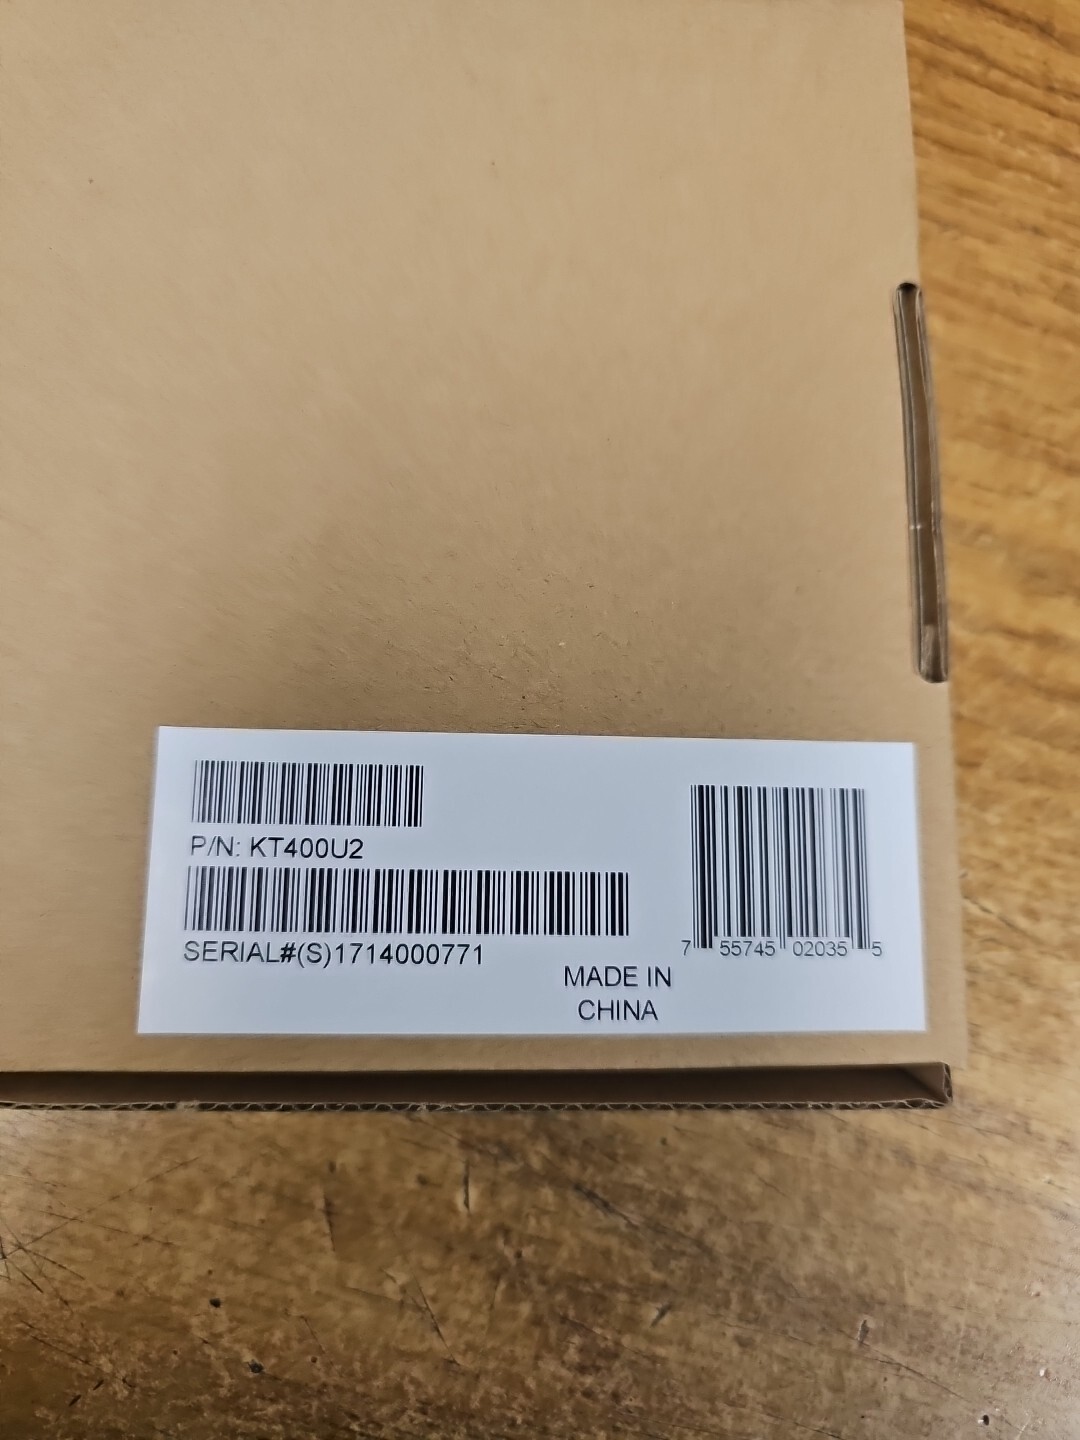 P/N: KT400U2
SERIAL#(S)1714000771
7 55745 02035 5
MADE IN
CHINA